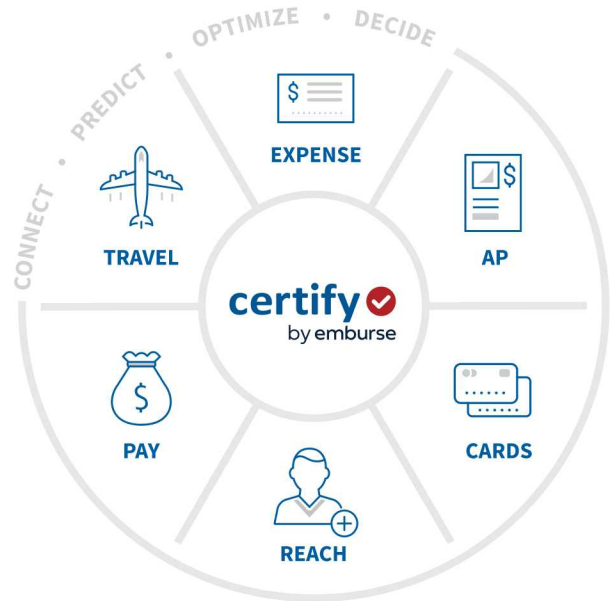 CONNECT • PREDICT • OPTIMIZE • DECIDE
$
EXPENSE
TRAVEL
$
AP
certify
by emburse
$
PAY
CARDS
REACH